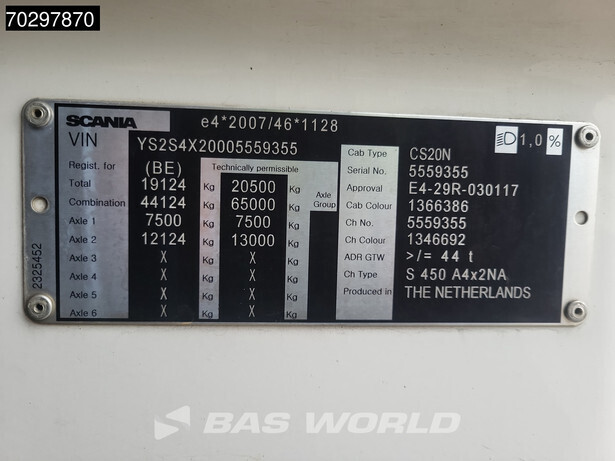 70297870
SCANIA e4*2007/46*1128
VIN YS2S4X20005559355
1,0 %
Regist. for (BE) Technically permissible
Total 19124 Kg 20500 Kg
Combination 44124 Kg 65000 Kg Axle Group
Axle 1 7500 Kg 7500 Kg
Axle 2 12124 Kg 13000 Kg
Axle 3 X Kg X Kg
Axle 4 X Kg X Kg
Axle 5 X Kg X Kg
Axle 6 X Kg X Kg
Cab Type CS20N
Serial No. 5559355
Approval E4-29R-030117
Cab Colour 1366386
Ch No. 5559355
Ch Colour 1346692
ADR GTW >/= 44 t
Ch Type S 450 A4x2NA
Produced in THE NETHERLANDS
2325452
BAS WORLD